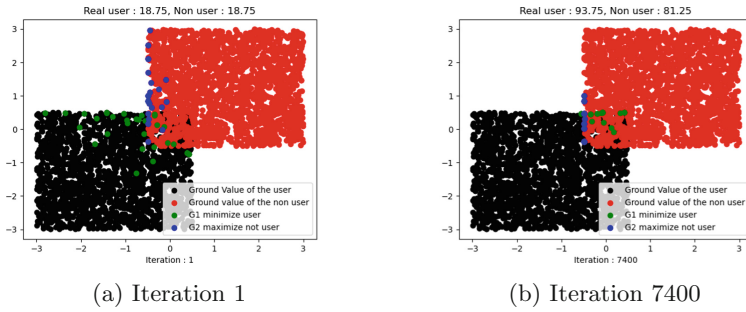 Real user : 18.75, Non user : 18.75
3
2
1
0
−1
−2
−3
Ground Value of the user
Ground value of the non user
G1 minimize user
G2 maximize not user
−3 −2 −1 0 1 2 3
Iteration : 1
(a) Iteration 1
Real user : 93.75, Non user : 81.25
3
2
1
0
−1
−2
−3
Ground Value of the user
Ground value of the non user
G1 minimize user
G2 maximize not user
−3 −2 −1 0 1 2 3
Iteration : 7400
(b) Iteration 7400